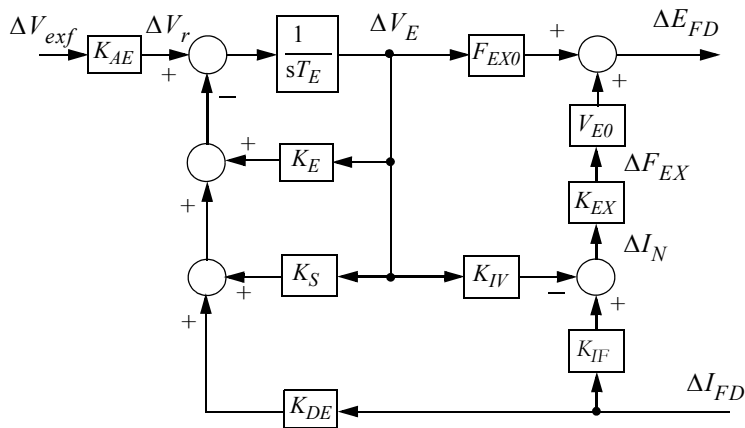 ΔV_exf
K_AE
ΔV_r
+
−
1
sT_E
ΔV_E
F_EX0
+
ΔE_FD
+
V_E0
ΔF_EX
K_EX
ΔI_N
+
K_E
+
+
K_S
+
K_IV
−
+
K_IF
K_DE
ΔI_FD